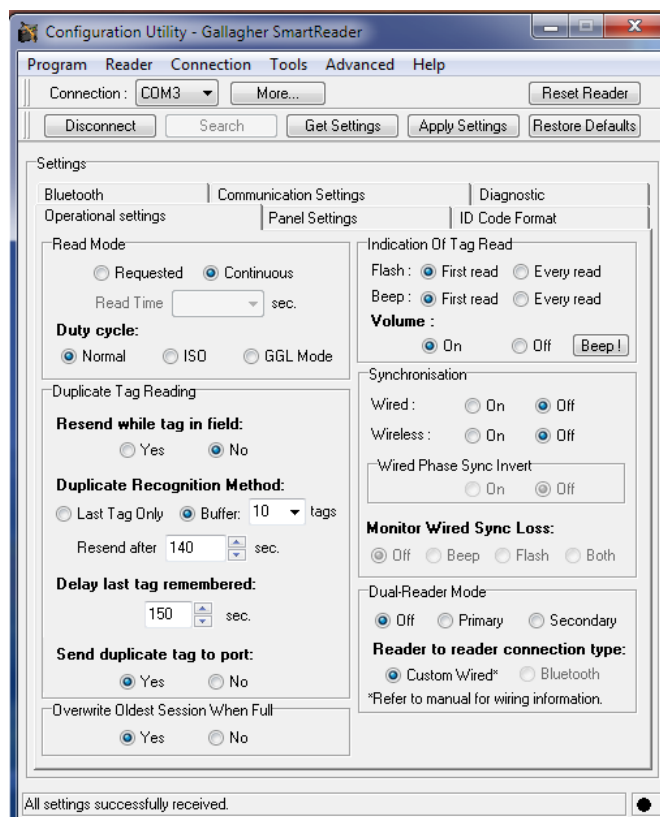 Configuration Utility - Gallagher SmartReader
Program Reader Connection Tools Advanced Help
Connection : COM3 More... Reset Reader
Disconnect Search Get Settings Apply Settings Restore Defaults
Settings
Bluetooth Communication Settings Diagnostic
Operational settings Panel Settings ID Code Format
Read Mode
Requested Continuous
Read Time sec.
Duty cycle:
Normal ISO GGL Mode
Duplicate Tag Reading
Resend while tag in field:
Yes No
Duplicate Recognition Method:
Last Tag Only Buffer: 10 tags
Resend after 140 sec.
Delay last tag remembered:
150 sec.
Send duplicate tag to port:
Yes No
Overwrite Oldest Session When Full
Yes No
Indication Of Tag Read
Flash : First read Every read
Beep : First read Every read
Volume :
On Off Beep !
Synchronisation
Wired : On Off
Wireless : On Off
Wired Phase Sync Invert
On Off
Monitor Wired Sync Loss:
Off Beep Flash Both
Dual-Reader Mode
Off Primary Secondary
Reader to reader connection type:
Custom Wired* Bluetooth
*Refer to manual for wiring information.
All settings successfully received.